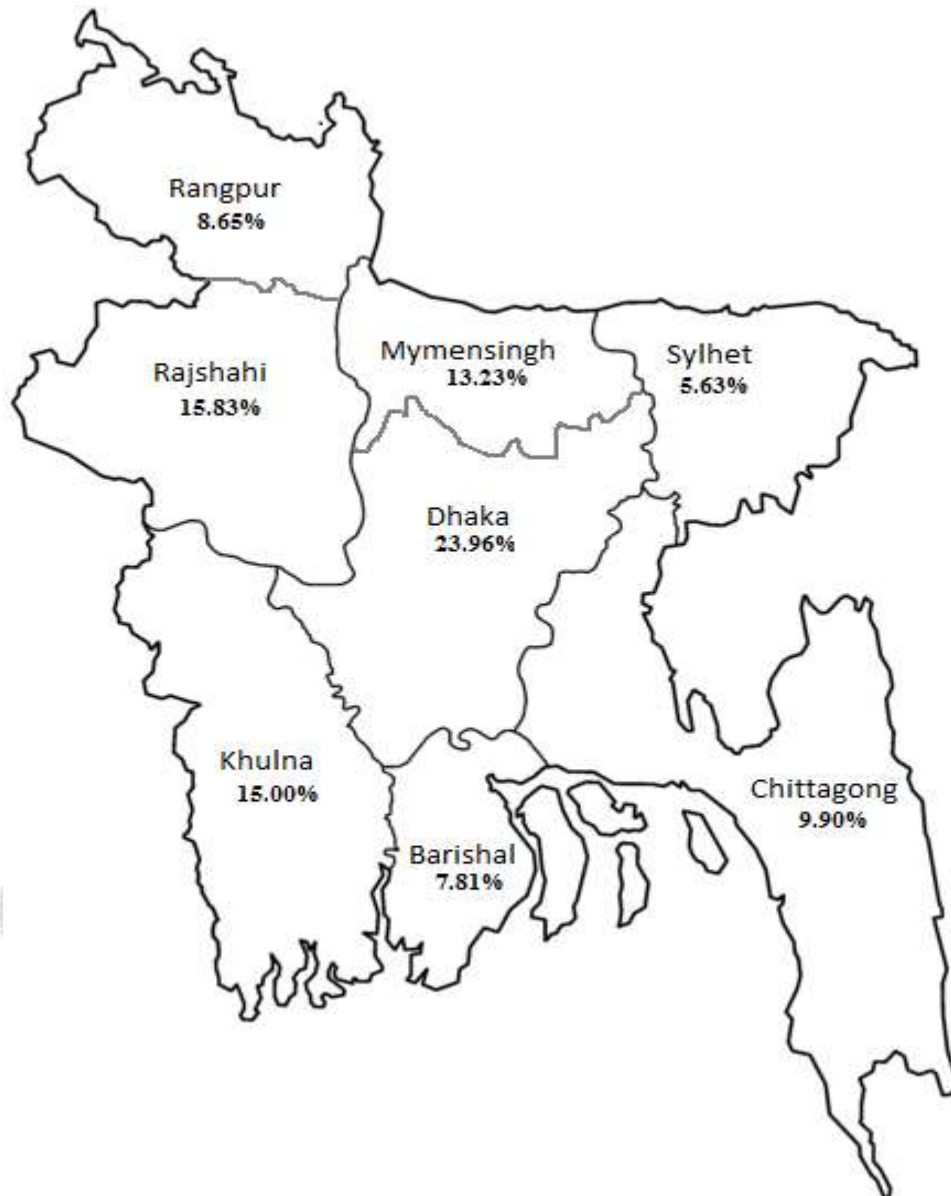 Rangpur
8.65%
Mymensingh
13.23%
Sylhet
5.63%
Rajshahi
15.83%
Dhaka
23.96%
Khulna
15.00%
Chittagong
9.90%
Barishal
7.81%